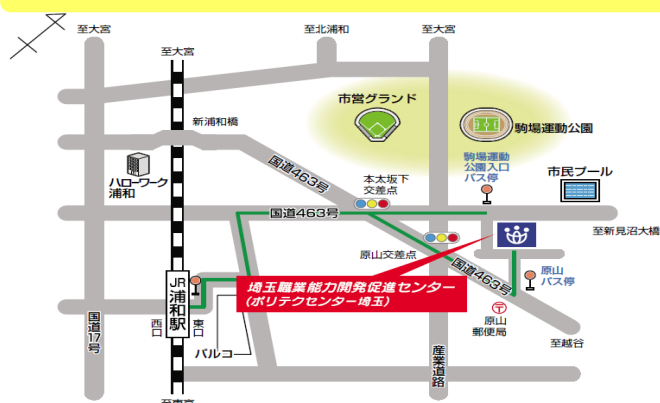 至大宮
至北浦和
至大宮
至大宮
市営グランド
駒場運動公園
新浦和橋
国道463号
駒場運動
公園入口
バス停
市民プール
本太坂下
交差点
ハローワーク
浦和
国道463号
至新見沼大橋
原山交差点
国道463号
原山
バス停
埼玉職業能力開発促進センター
(ポリテクセンター埼玉)
JR
浦和駅
西口
東口
国道17号
パルコ
〒
原山
郵便局
至越谷
産業道路
至東京